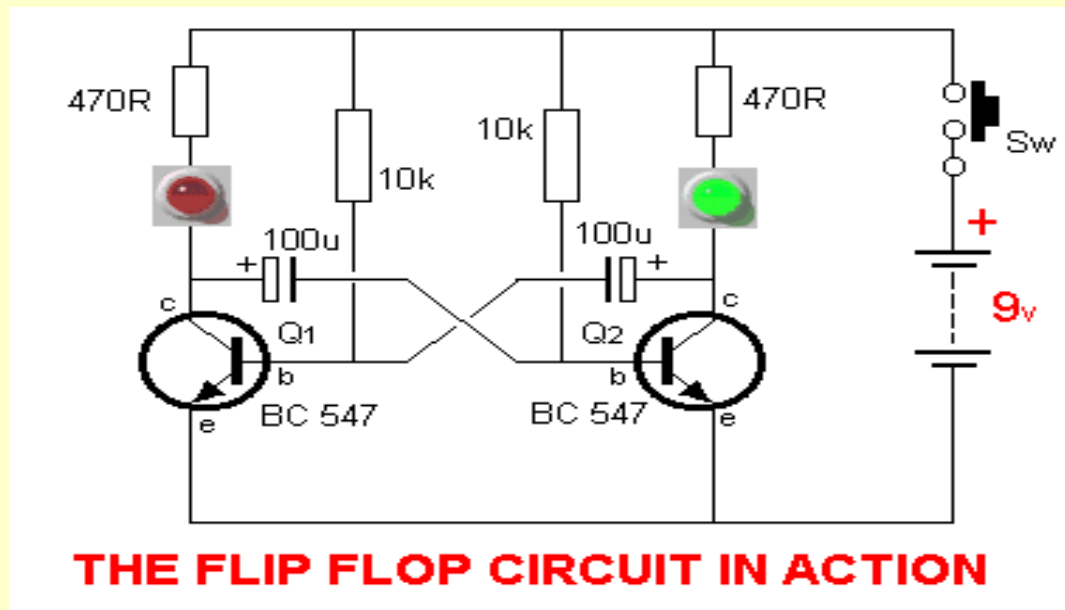 470R
10k
10k
470R
Sw
+
100u
+
100u
+
9v
c
Q1
b
BC 547
e
c
Q2
b
BC 547
e
THE FLIP FLOP CIRCUIT IN ACTION